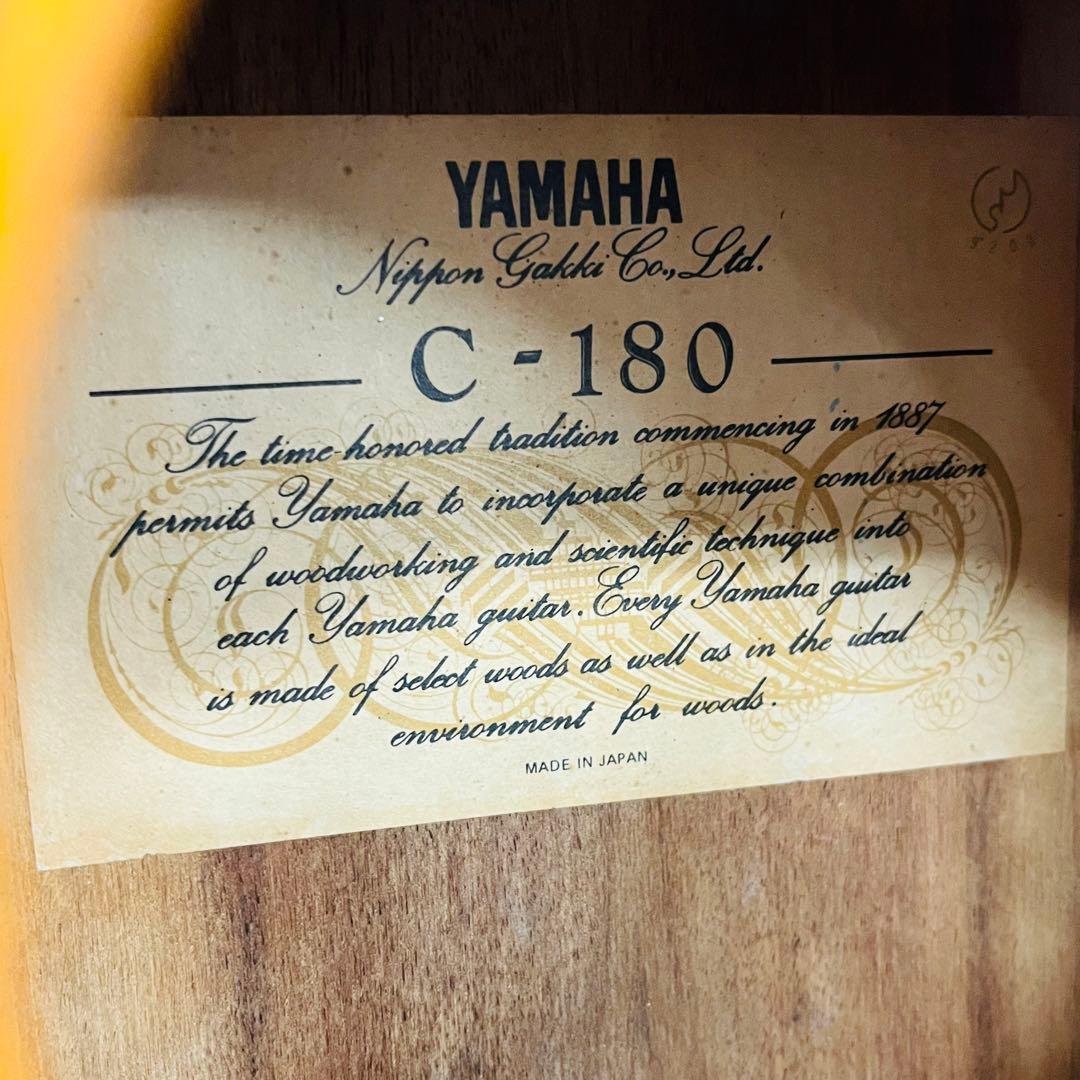 YAMAHA
Nippon Gakki Co., Ltd.
C - 180
The time-honored tradition commencing in 1887
permits Yamaha to incorporate a unique combination
of woodworking and scientific technique into
each Yamaha guitar. Every Yamaha guitar
is made of select woods as well as in the ideal
environment for woods.
MADE IN JAPAN